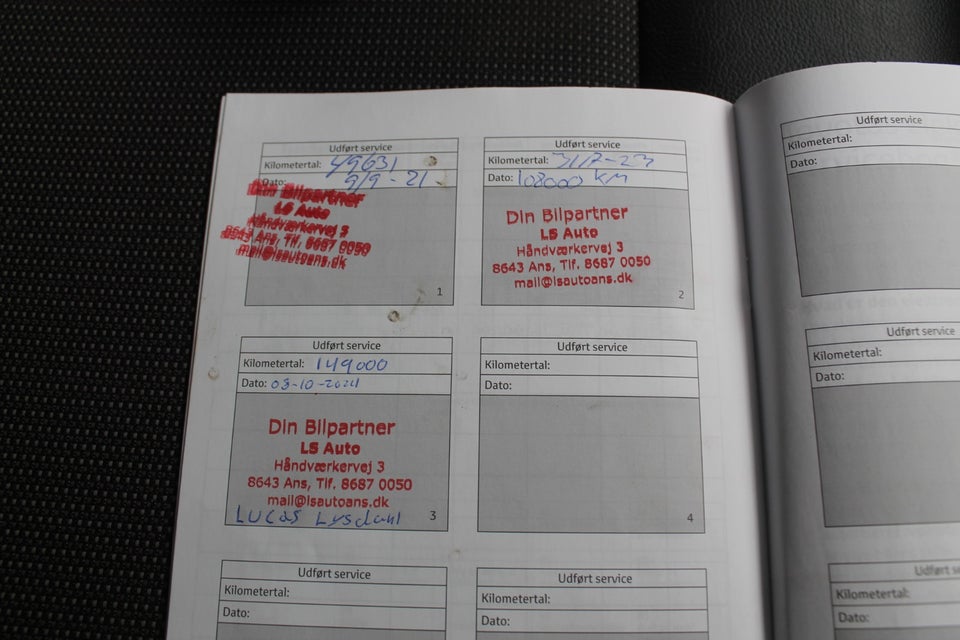 Udført service
Kilometertal: 49631
Dato: 9/9-21
Din Bilpartner
LS Auto
Håndværkervej 3
8643 Ans, Tlf. 8687 0050
mail@lsautoans.dk
1
Udført service
Kilometertal: 31/7-23
Dato: 108000 KM
Din Bilpartner
LS Auto
Håndværkervej 3
8643 Ans, Tlf. 8687 0050
mail@lsautoans.dk
2
Udført service
Kilometertal: 149000
Dato: 03-10-2024
Din Bilpartner
LS Auto
Håndværkervej 3
8643 Ans, Tlf. 8687 0050
mail@lsautoans.dk
Lucas Lysdahl
3
Udført service
Kilometertal:
Dato:
4
Udført service
Kilometertal:
Dato:
Udført service
Kilometertal:
Dato:
Udført service
Kilometertal:
Dato:
Udført service
Kilometertal:
Dato:
Udført
Kilometertal:
Dato: